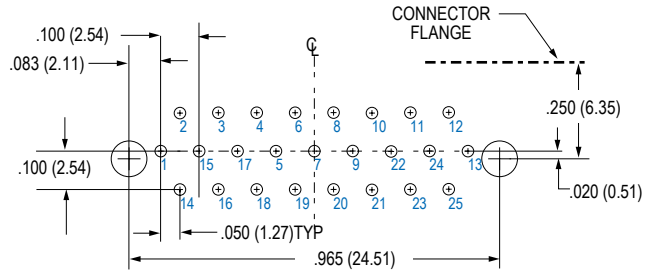 CONNECTOR
FLANGE
.100 (2.54)
℄
.083 (2.11)
.250 (6.35)
2 3 4 6 8 10 11 12
.100 (2.54)
1 15 17 5 7 9 22 24 13
.020 (0.51)
14 16 18 19 20 21 23 25
.050 (1.27)TYP
.965 (24.51)